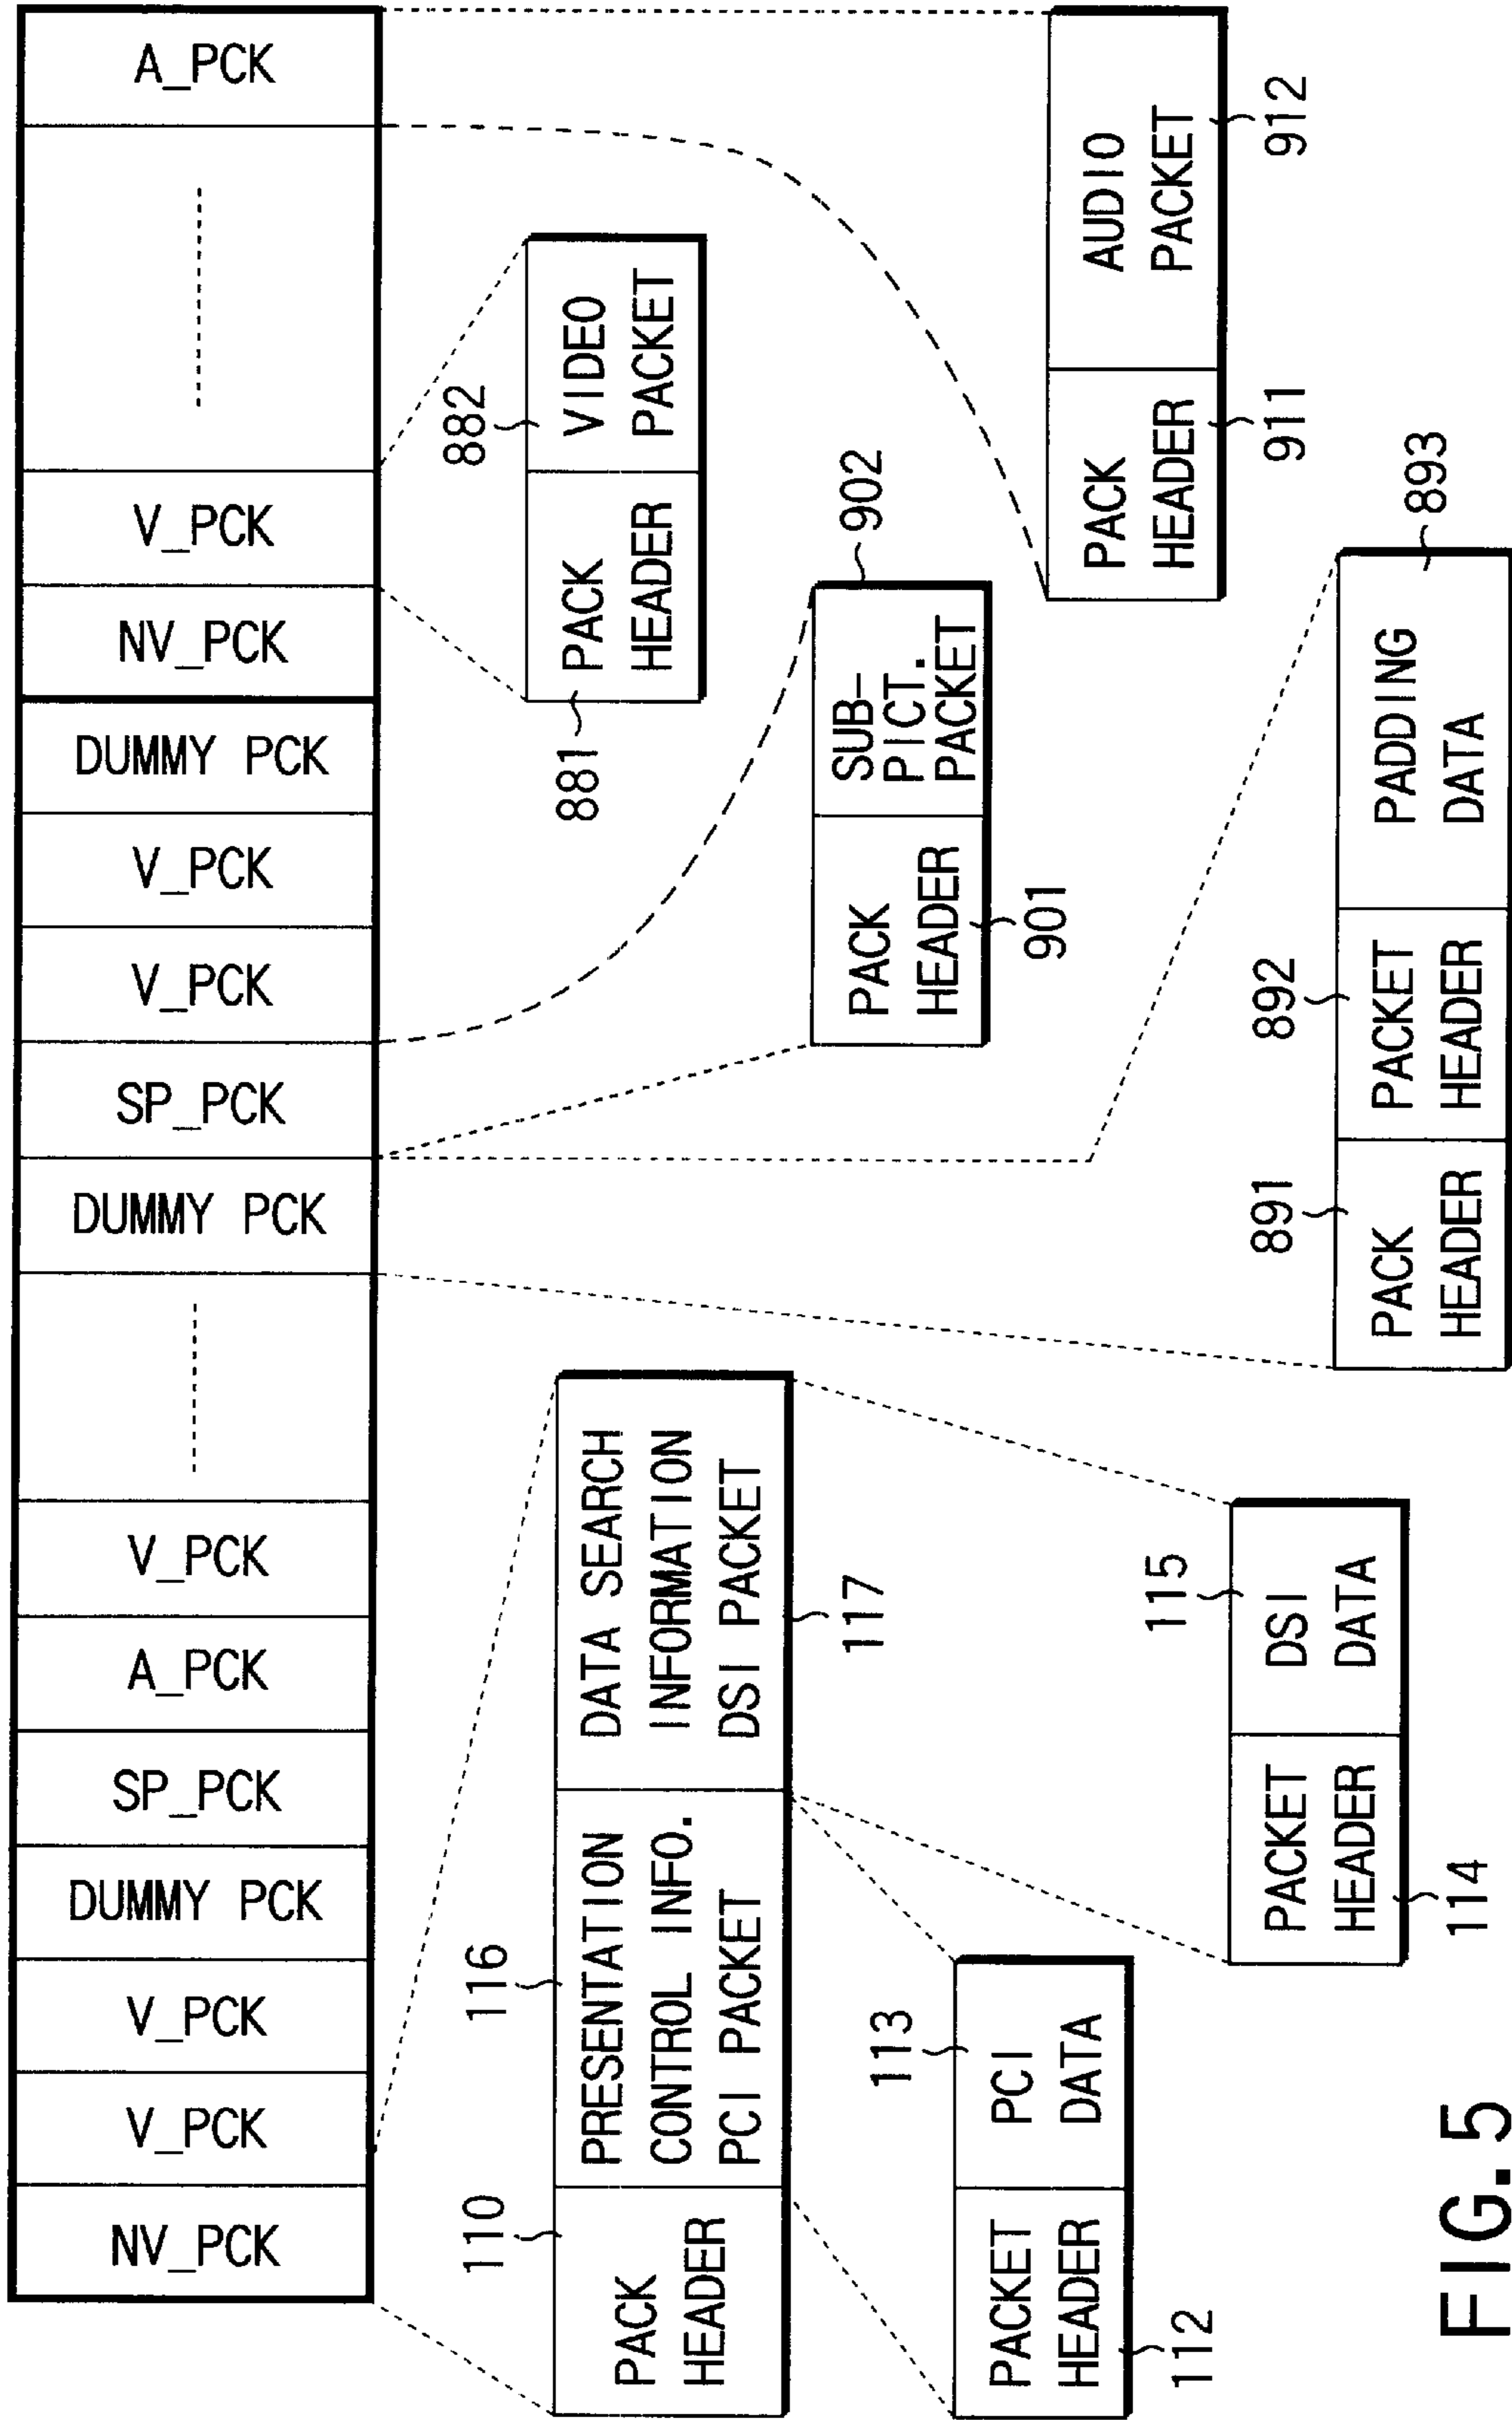 NV_PCK
V_PCK
V_PCK
DUMMY PCK
SP_PCK
A_PCK
V_PCK
DUMMY PCK
SP_PCK
V_PCK
V_PCK
DUMMY PCK
NV_PCK
V_PCK
A_PCK
110
116
PACK
HEADER
PRESENTATION
CONTROL INFO.
PCI PACKET
DATA SEARCH
INFORMATION
DSI PACKET
117
881
882
PACK
HEADER
VIDEO
PACKET
902
PACK
HEADER
SUB-
PICT.
PACKET
901
113
PACKET
HEADER
PCI
DATA
112
115
PACKET
HEADER
DSI
DATA
114
PACK
HEADER
AUDIO
PACKET
911
912
891
892
893
PACK
HEADER
PACKET
HEADER
PADDING
DATA
FIG.5